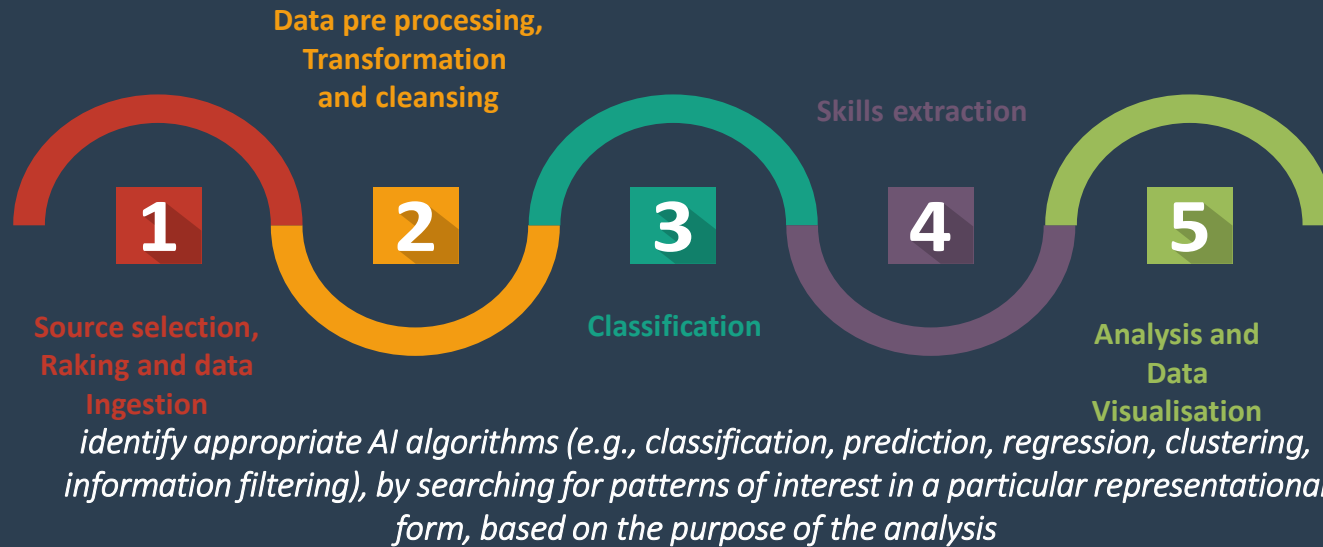 Data pre processing,
Transformation
and cleansing
Skills extraction
1
2
3
4
5
Source selection,
Raking and data
Ingestion
Classification
Analysis and
Data
Visualisation
identify appropriate AI algorithms (e.g., classification, prediction, regression, clustering,
information filtering), by searching for patterns of interest in a particular representational
form, based on the purpose of the analysis